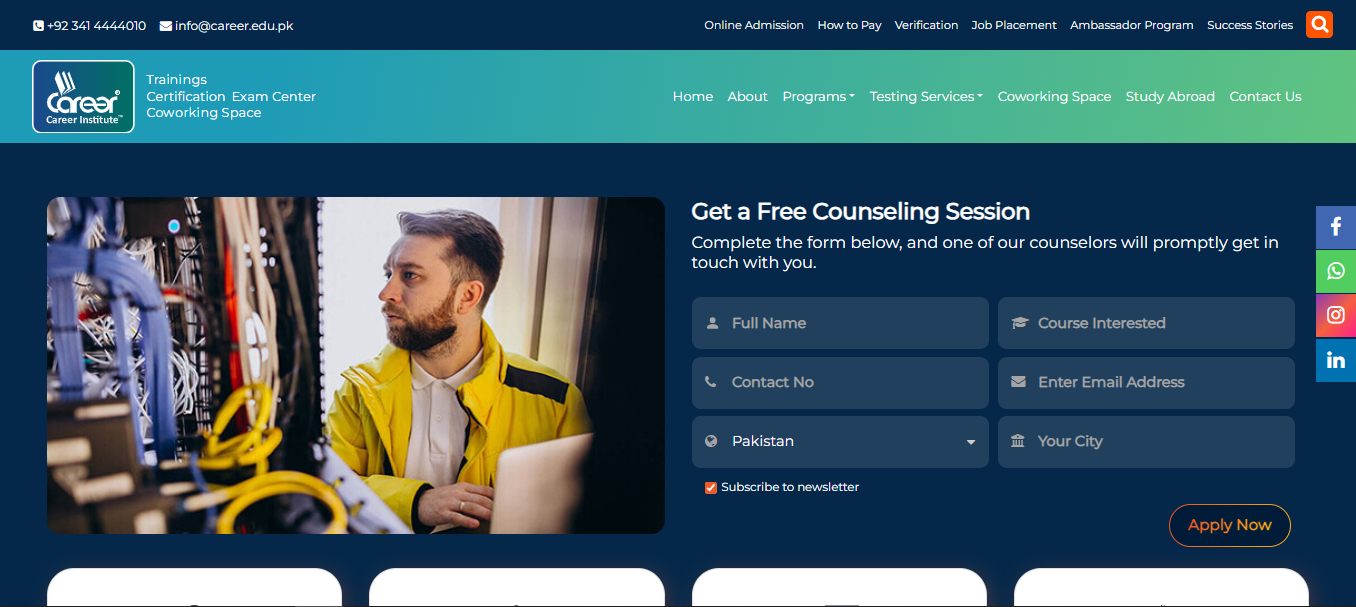 +92 341 4444010 info@career.edu.pk
Online Admission How to Pay Verification Job Placement Ambassador Program Success Stories
Career®
Career Institute™
Trainings
Certification Exam Center
Coworking Space
Home About Programs Testing Services Coworking Space Study Abroad Contact Us
Get a Free Counseling Session
Complete the form below, and one of our counselors will promptly get in
touch with you.
Full Name Course Interested
Contact No Enter Email Address
Pakistan Your City
Subscribe to newsletter
Apply Now